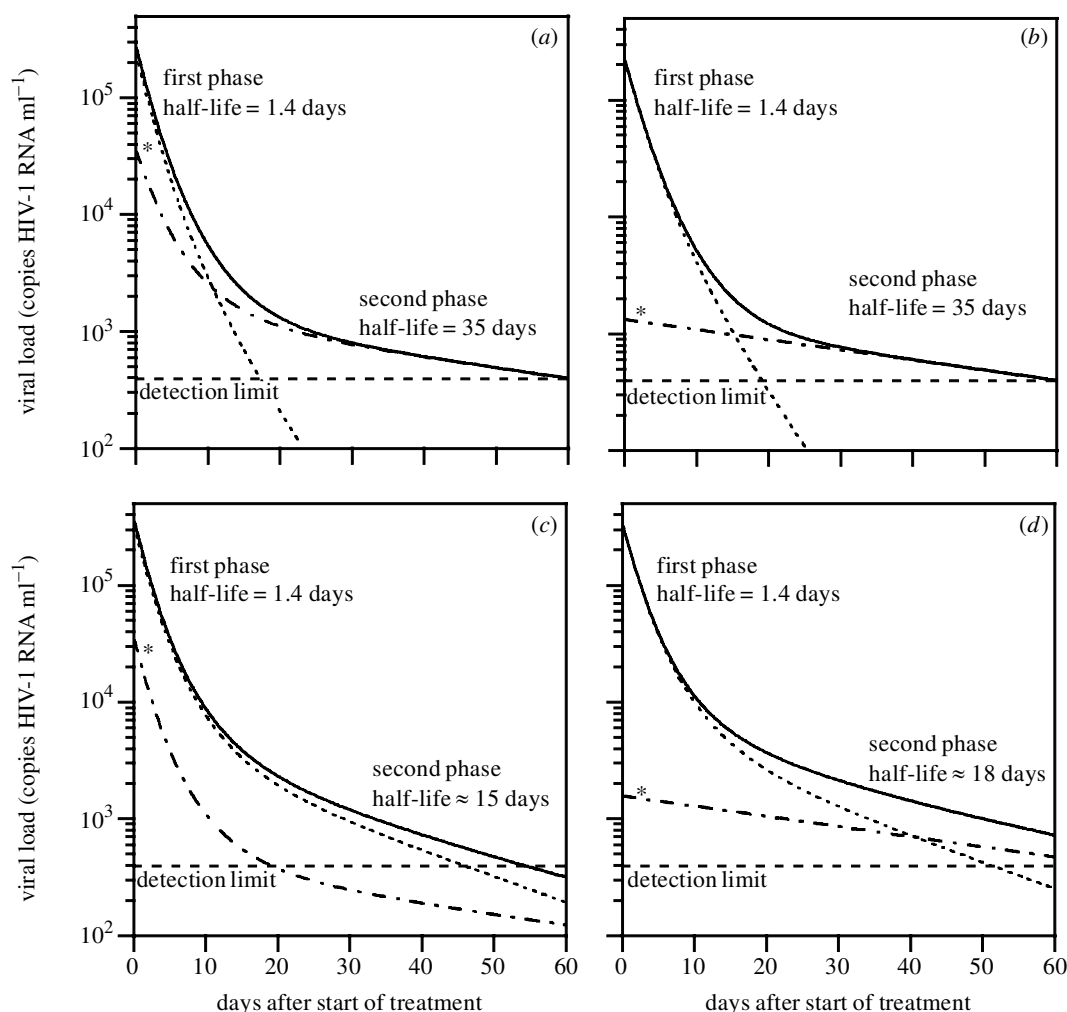 (a)
first phase
half-life = 1.4 days
*
second phase
half-life = 35 days
detection limit
10⁵
10⁴
10³
10²
viral load (copies HIV-1 RNA ml⁻¹)
(b)
first phase
half-life = 1.4 days
*
second phase
half-life = 35 days
detection limit
(c)
first phase
half-life = 1.4 days
*
second phase
half-life ≈ 15 days
detection limit
10⁵
10⁴
10³
10²
viral load (copies HIV-1 RNA ml⁻¹)
0 10 20 30 40 50 60
days after start of treatment
(d)
first phase
half-life = 1.4 days
*
second phase
half-life ≈ 18 days
detection limit
0 10 20 30 40 50 60
days after start of treatment